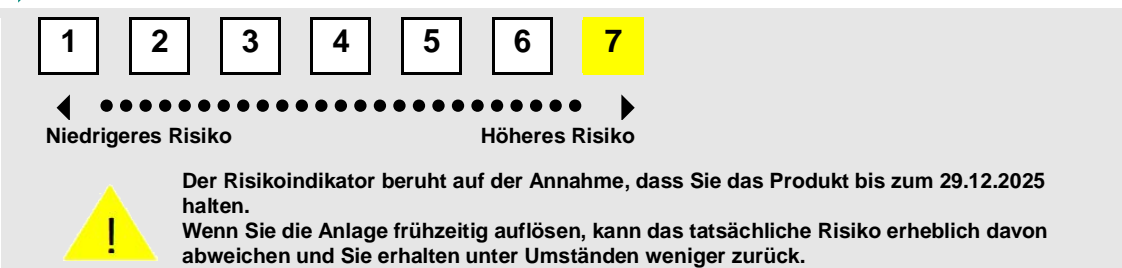 1 2 3 4 5 6 7
Niedrigeres Risiko Höheres Risiko
Der Risikoindikator beruht auf der Annahme, dass Sie das Produkt bis zum 29.12.2025
halten.
! Wenn Sie die Anlage frühzeitig auflösen, kann das tatsächliche Risiko erheblich davon
abweichen und Sie erhalten unter Umständen weniger zurück.